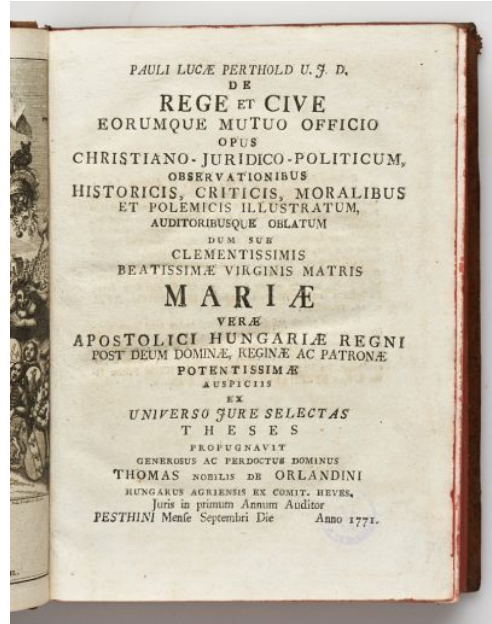 PAULI LUCÆ PERTHOLD U. J. D.
DE
REGE ET CIVE
EORUMQUE MUTUO OFFICIO
OPUS
CHRISTIANO-JURIDICO-POLITICUM,
OBSERVATIONIBUS
HISTORICIS, CRITICIS, MORALIBUS
ET POLEMICIS ILLUSTRATUM,
AUDITORIBUSQUE OBLATUM
DUM SUB
CLEMENTISSIMIS
BEATISSIMÆ VIRGINIS MATRIS
MARIÆ
VERÆ
APOSTOLICI HUNGARIÆ REGNI
POST DEUM DOMINÆ, REGINÆ AC PATRONÆ
POTENTISSIMÆ
AUSPICIIS
EX
UNIVERSO JURE SELECTAS
THESES
PROPUGNAVIT
GENEROSUS AC PERDOCTUS DOMINUS
THOMAS NOBILIS DE ORLANDINI
HUNGARUS AGRIENSIS EX COMIT. HEVES.
Juris in primum Annum Auditor
PESTHINI Mense Septembri Die Anno 1771.